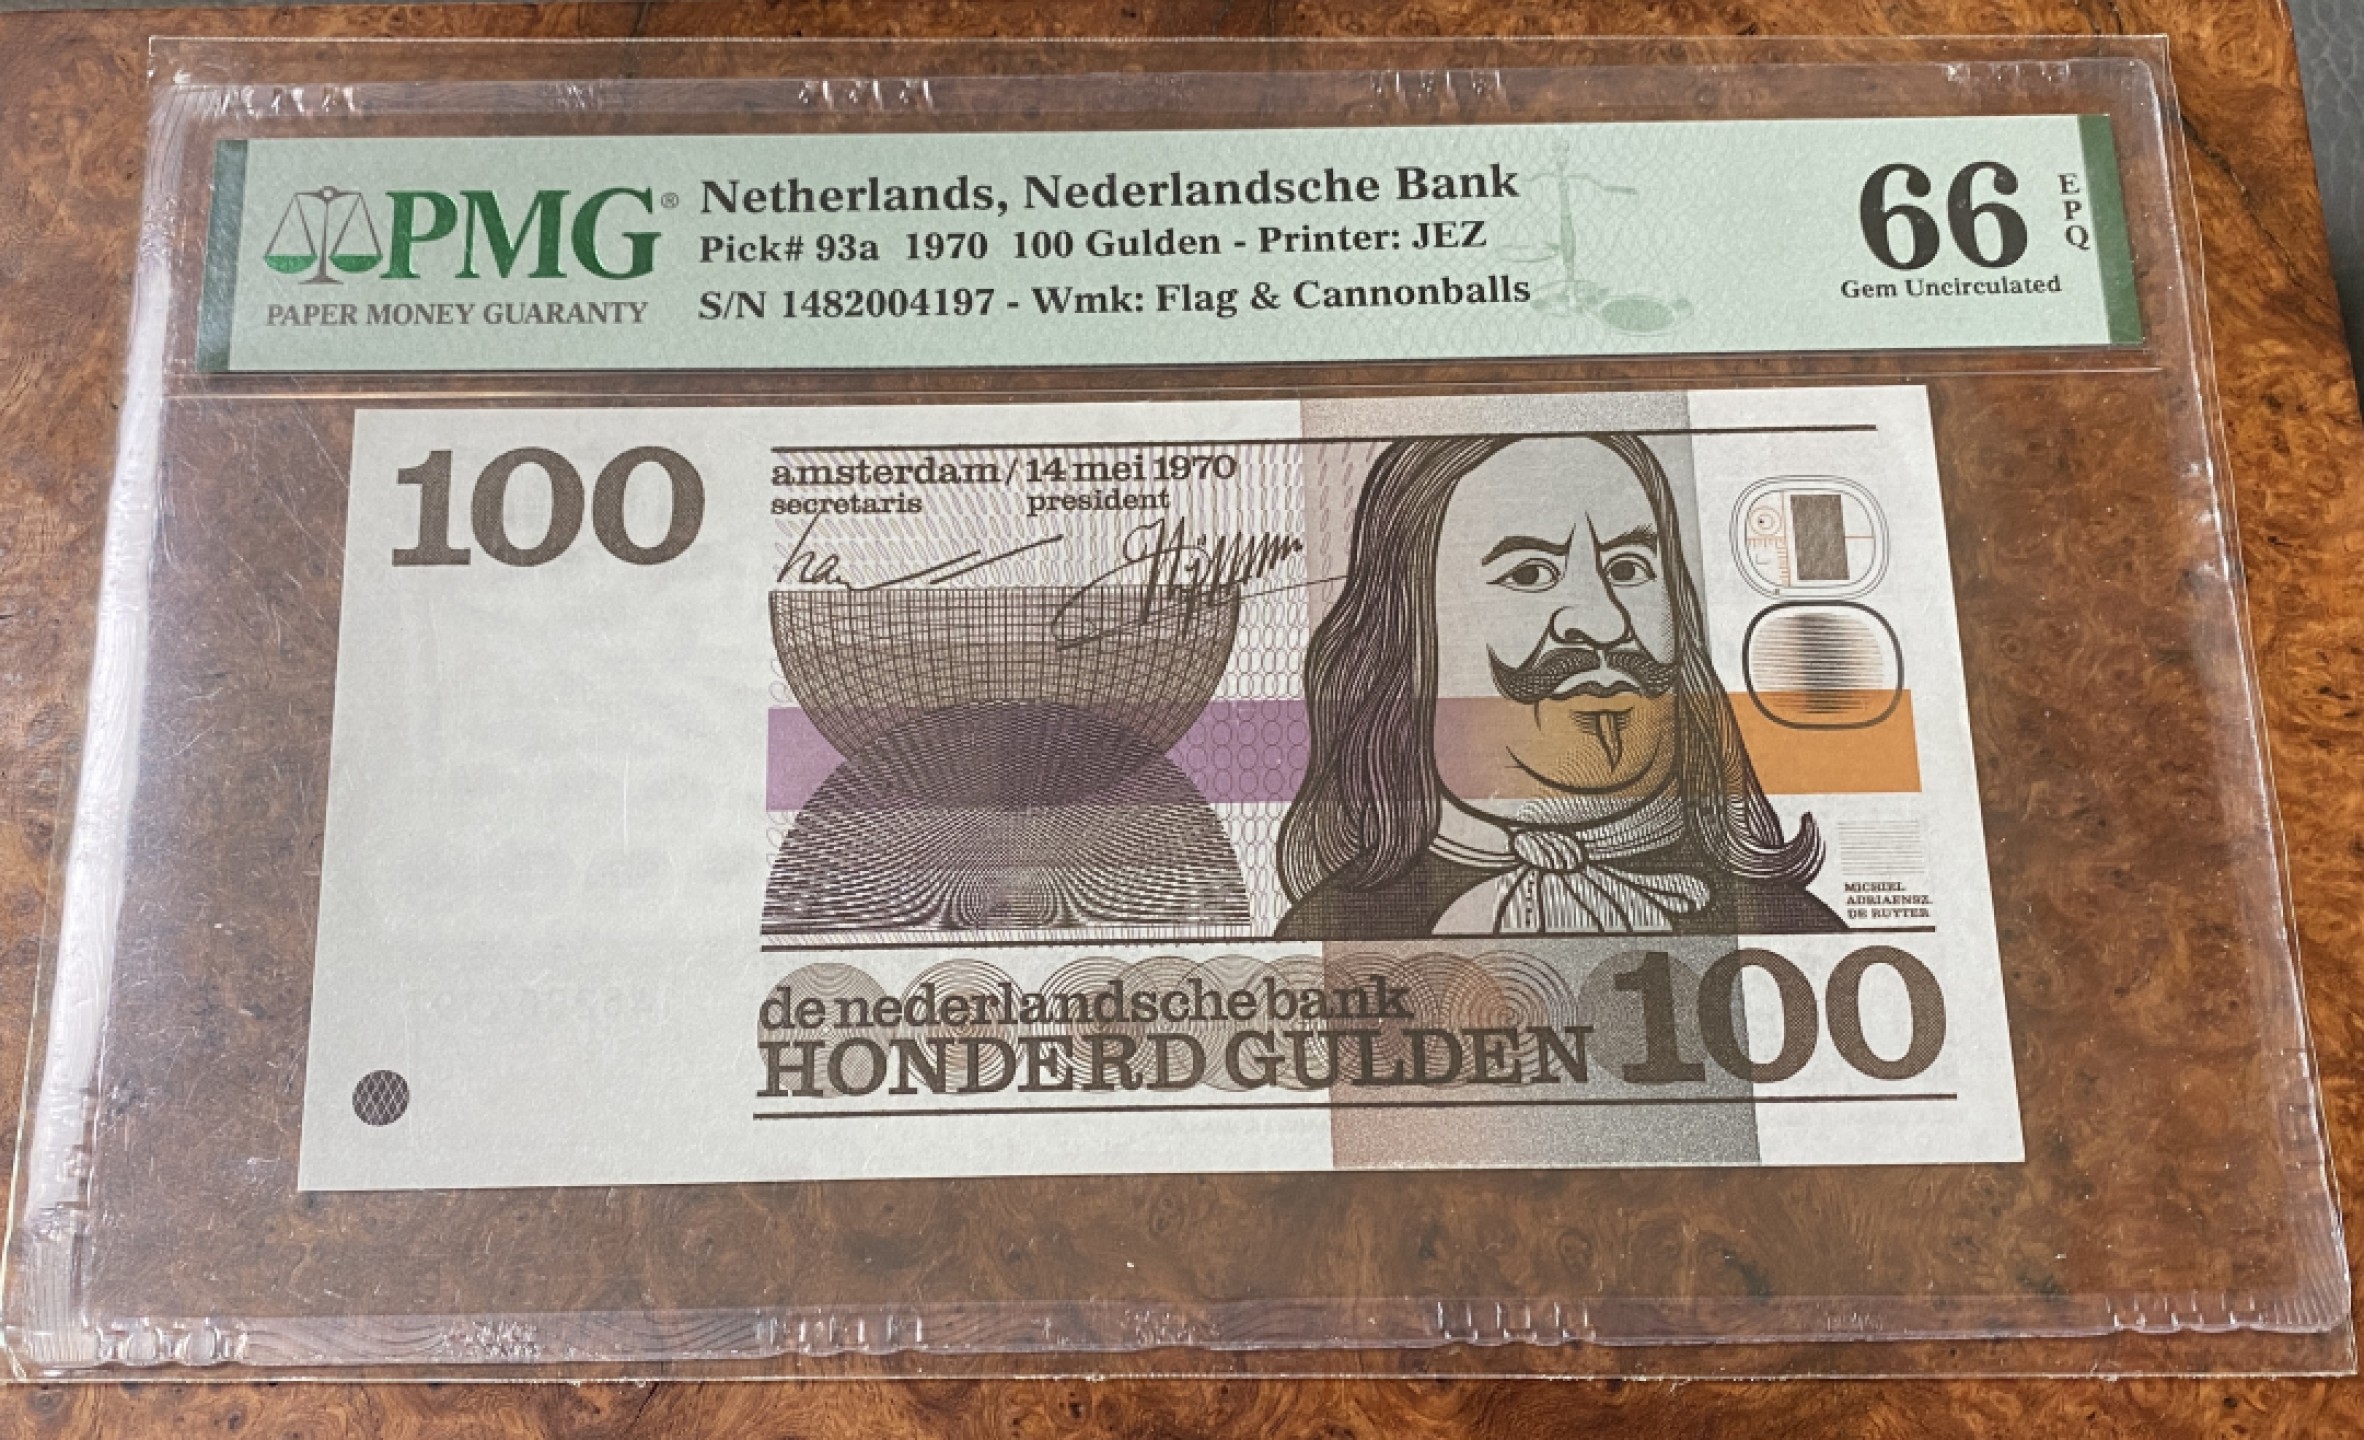 PMG®
PAPER MONEY GUARANTY
Netherlands, Nederlandsche Bank
Pick# 93a 1970 100 Gulden - Printer: JEZ
S/N 1482004197 - Wmk: Flag & Cannonballs
66
EPQ
Gem Uncirculated
100
amsterdam / 14 mei 1970
secretaris president
MICHIEL
ADRIAENSZ.
DE RUYTER
de nederlandsche bank
HONDERD GULDEN 100